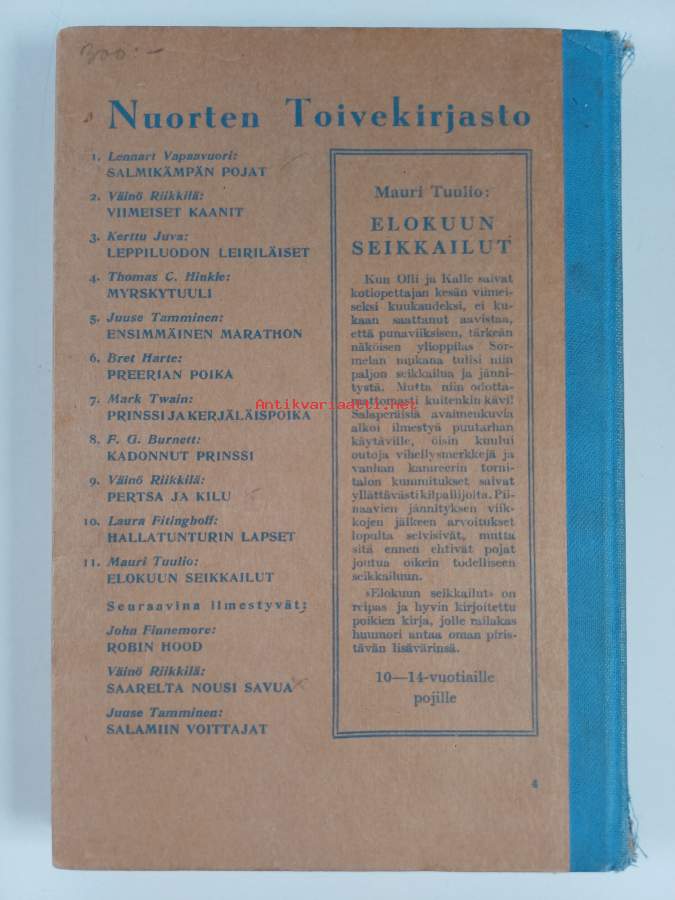 300:-
Nuorten Toivekirjasto
1. Lennart Vapaavuori:
SALMIKÄMPÄN POJAT
2. Väinö Riikkilä:
VIIMEISET KAANIT
3. Kerttu Juva:
LEPPILUODON LEIRILÄISET
4. Thomas C. Hinkle:
MYRSKYTUULI
5. Juuse Tamminen:
ENSIMMÄINEN MARATHON
6. Bret Harte:
PREERIAN POIKA
7. Mark Twain:
PRINSSI JA KERJÄLÄISPOIKA
8. F. G. Burnett:
KADONNUT PRINSSI
9. Väinö Riikkilä:
PERTSA JA KILU
10. Laura Fitinghoff:
HALLATUNTURIN LAPSET
11. Mauri Tuulio:
ELOKUUN SEIKKAILUT
Seuraavina ilmestyvät:
John Finnemore:
ROBIN HOOD
Väinö Riikkilä:
SAARELTA NOUSI SAVUA
Juuse Tamminen:
SALAMIIN VOITTAJAT
Mauri Tuulio:
ELOKUUN
SEIKKAILUT
Kun Olli ja Kalle saivat
kotiopettajan kesän viimei-
seksi kuukaudeksi, ei ku-
kaan saattanut aavistaa,
että punaviiksisen, tärkeän
näköisen ylioppilas Sor-
melan mukana tulisi niin
paljon seikkailua ja jänni-
tystä. Mutta niin odotta-
mattomasti kuitenkin kävi!
Salaperäisiä avaimenkuvia
alkoi ilmestyä puutarhan
käytäville, öisin kuului
outoja vihellysmerkkejä ja
vanhan kamreerin torni-
talon kummitukset saivat
yllättävästi kilpailijoita. Pii-
naavien jännityksen viik-
kojen jälkeen arvoitukset
lopulta selvisivät, mutta
sitä ennen ehtivät pojat
joutua oikein todelliseen
seikkailuun.
»Elokuun seikkailut» on
reipas ja hyvin kirjoitettu
poikien kirja, jolle railakas
huumori antaa oman piris-
tävän lisävärinsä.
10—14-vuotiaille
pojille
4
Antikvariaatti.net